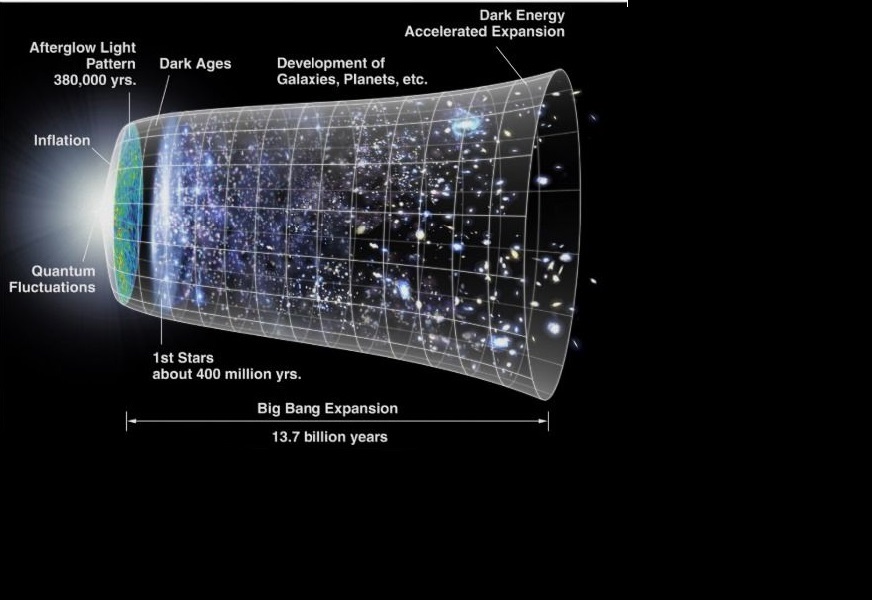 Dark Energy
Accelerated Expansion
Afterglow Light
Pattern
380,000 yrs.
Dark Ages
Development of
Galaxies, Planets, etc.
Inflation
Quantum
Fluctuations
1st Stars
about 400 million yrs.
Big Bang Expansion
13.7 billion years